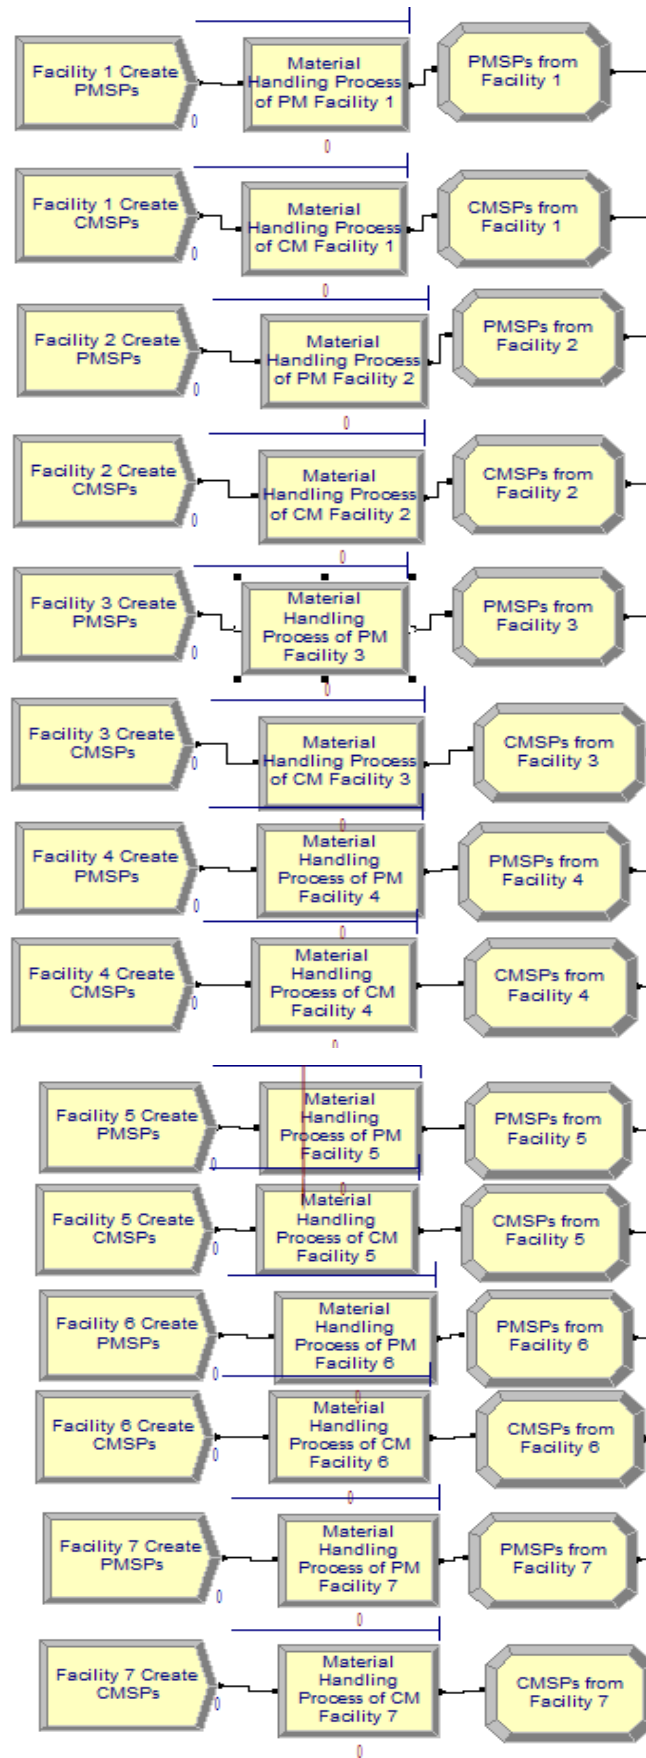 Facility 1 Create
PMSPs
0
Material
Handling Process
of PM Facility 1
0
PMSPs from
Facility 1
Facility 1 Create
CMSPs
0
Material
Handling Process
of CM Facility 1
0
CMSPs from
Facility 1
Facility 2 Create
PMSPs
0
Material
Handling Process
of PM Facility 2
0
PMSPs from
Facility 2
Facility 2 Create
CMSPs
0
Material
Handling Process
of CM Facility 2
0
CMSPs from
Facility 2
Facility 3 Create
PMSPs
0
Material
Handling
Process of PM
Facility 3
0
PMSPs from
Facility 3
Facility 3 Create
CMSPs
0
Material
Handling Process
of CM Facility 3
0
CMSPs from
Facility 3
Facility 4 Create
PMSPs
0
Material
Handling
Process of PM
Facility 4
0
PMSPs from
Facility 4
Facility 4 Create
CMSPs
0
Material
Handling
Process of CM
Facility 4
0
CMSPs from
Facility 4
Facility 5 Create
PMSPs
0
Material
Handling
Process of PM
Facility 5
0
PMSPs from
Facility 5
Facility 5 Create
CMSPs
0
Material
Handling
Process of CM
Facility 5
CMSPs from
Facility 5
Facility 6 Create
PMSPs
0
Material
Handling
Process of PM
Facility 6
0
PMSPs from
Facility 6
Facility 6 Create
CMSPs
0
Material
Handling
Process of CM
Facility 6
0
CMSPs from
Facility 6
Facility 7 Create
PMSPs
0
Material
Handling
Process of PM
Facility 7
0
PMSPs from
Facility 7
Facility 7 Create
CMSPs
0
Material
Handling
Process of CM
Facility 7
0
CMSPs from
Facility 7